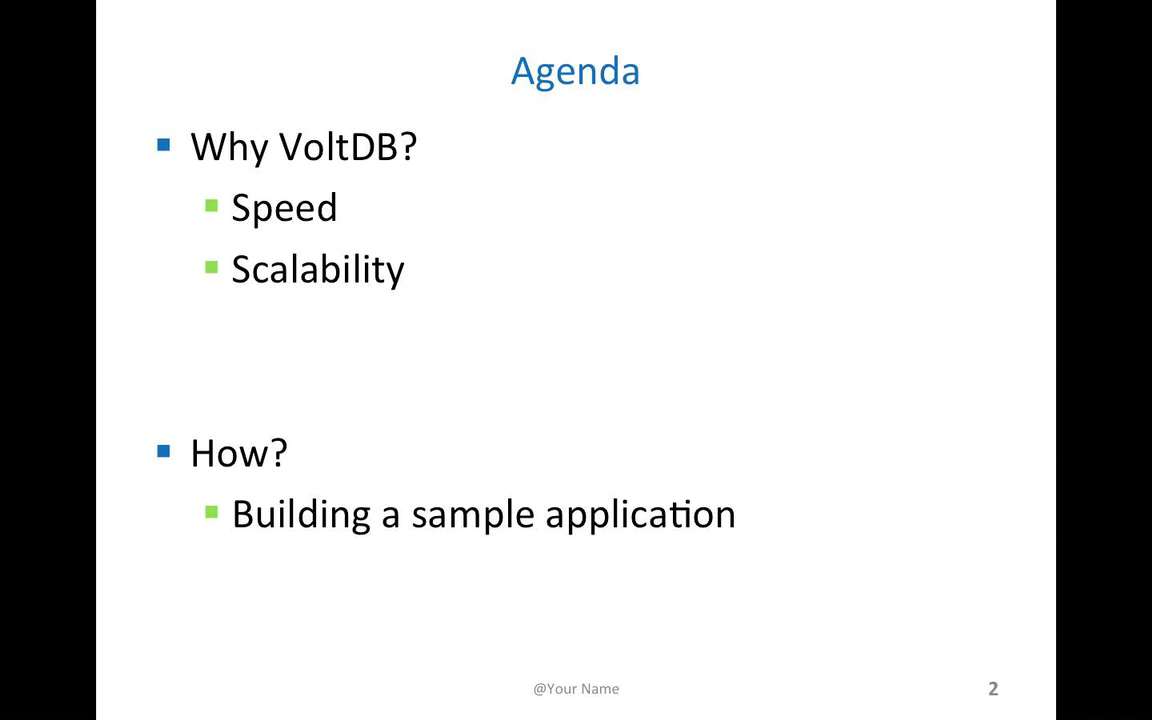 Agenda
Why VoltDB?
Speed
Scalability
How?
Building a sample application
@Your Name
2